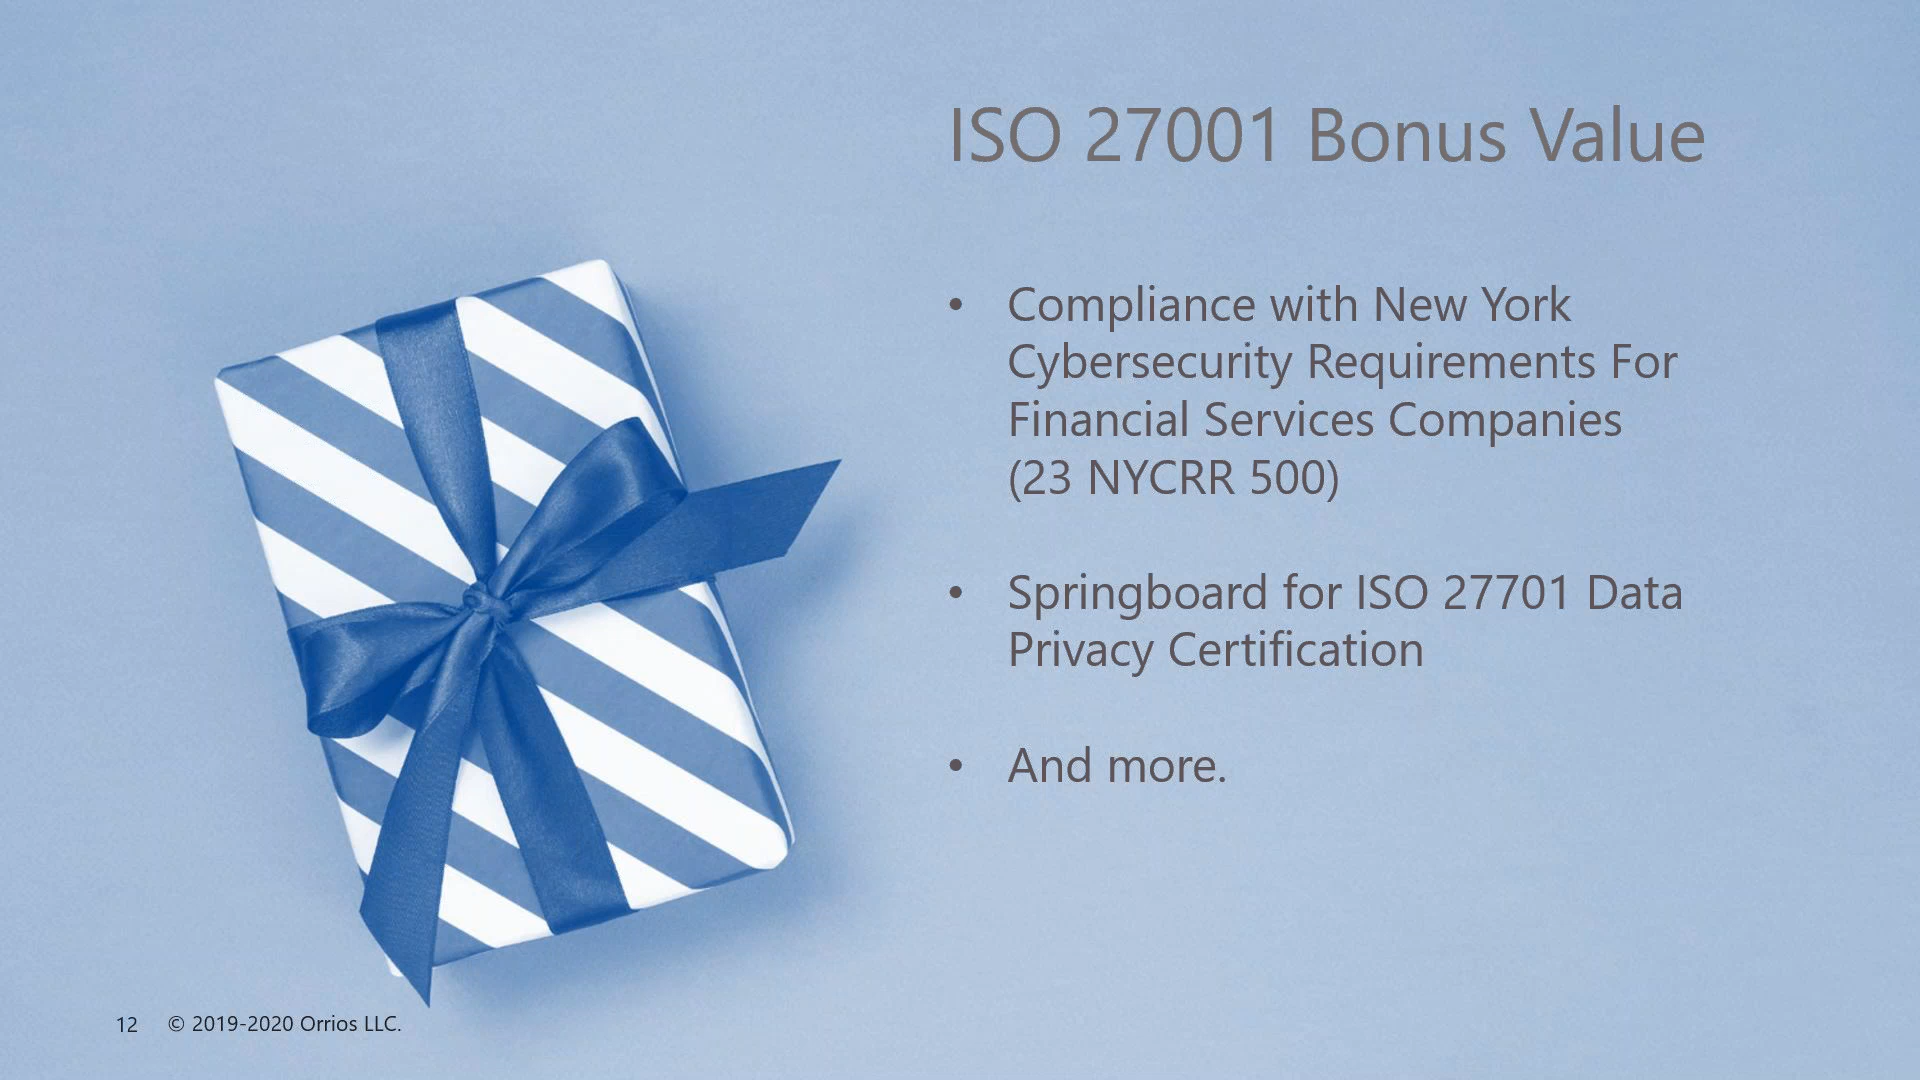 ISO 27001 Bonus Value
• Compliance with New York
Cybersecurity Requirements For
Financial Services Companies
(23 NYCRR 500)
• Springboard for ISO 27701 Data
Privacy Certification
• And more.
12 © 2019-2020 Orrios LLC.